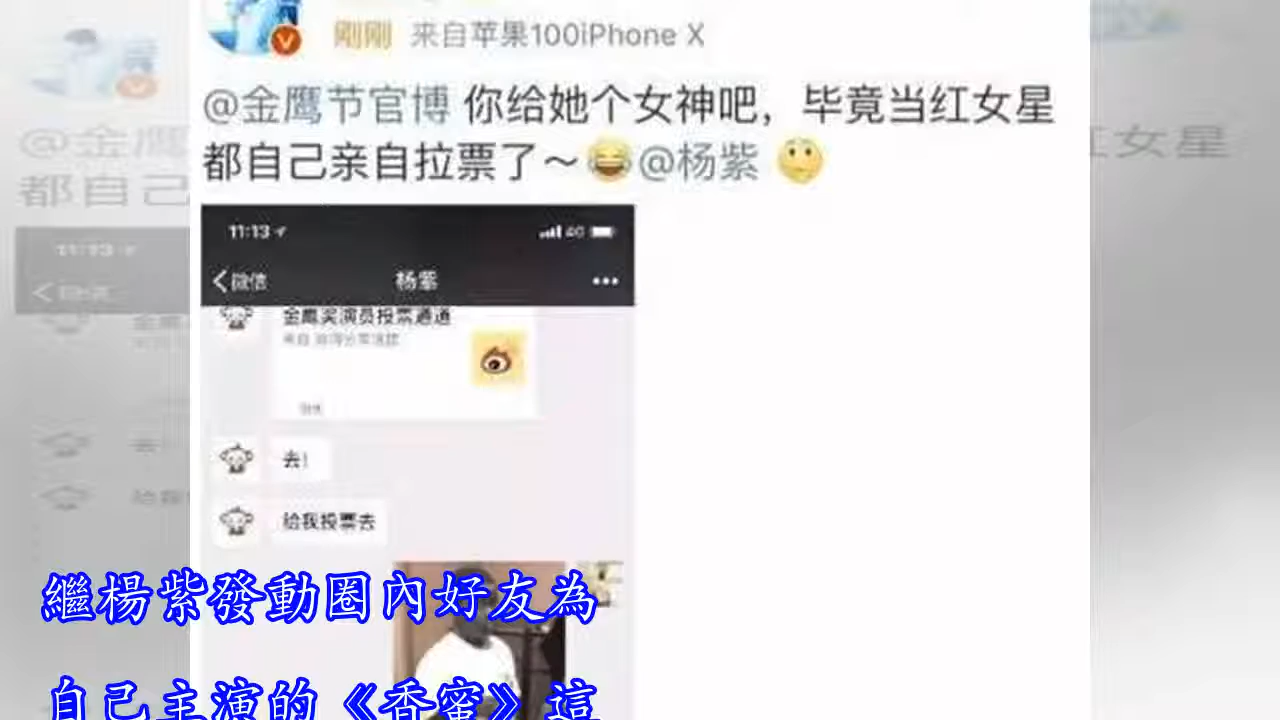 刚刚 来自苹果100iPhone X
@金鹰节官博 你给她个女神吧，毕竟当红女星
都自己亲自拉票了～😂@杨紫 🤔
11:13 4G
微信 杨紫 •••
金鹰奖演员投票通道
去！
给我投票去
繼楊紫發動圈內好友為
自己主演的《香蜜》這